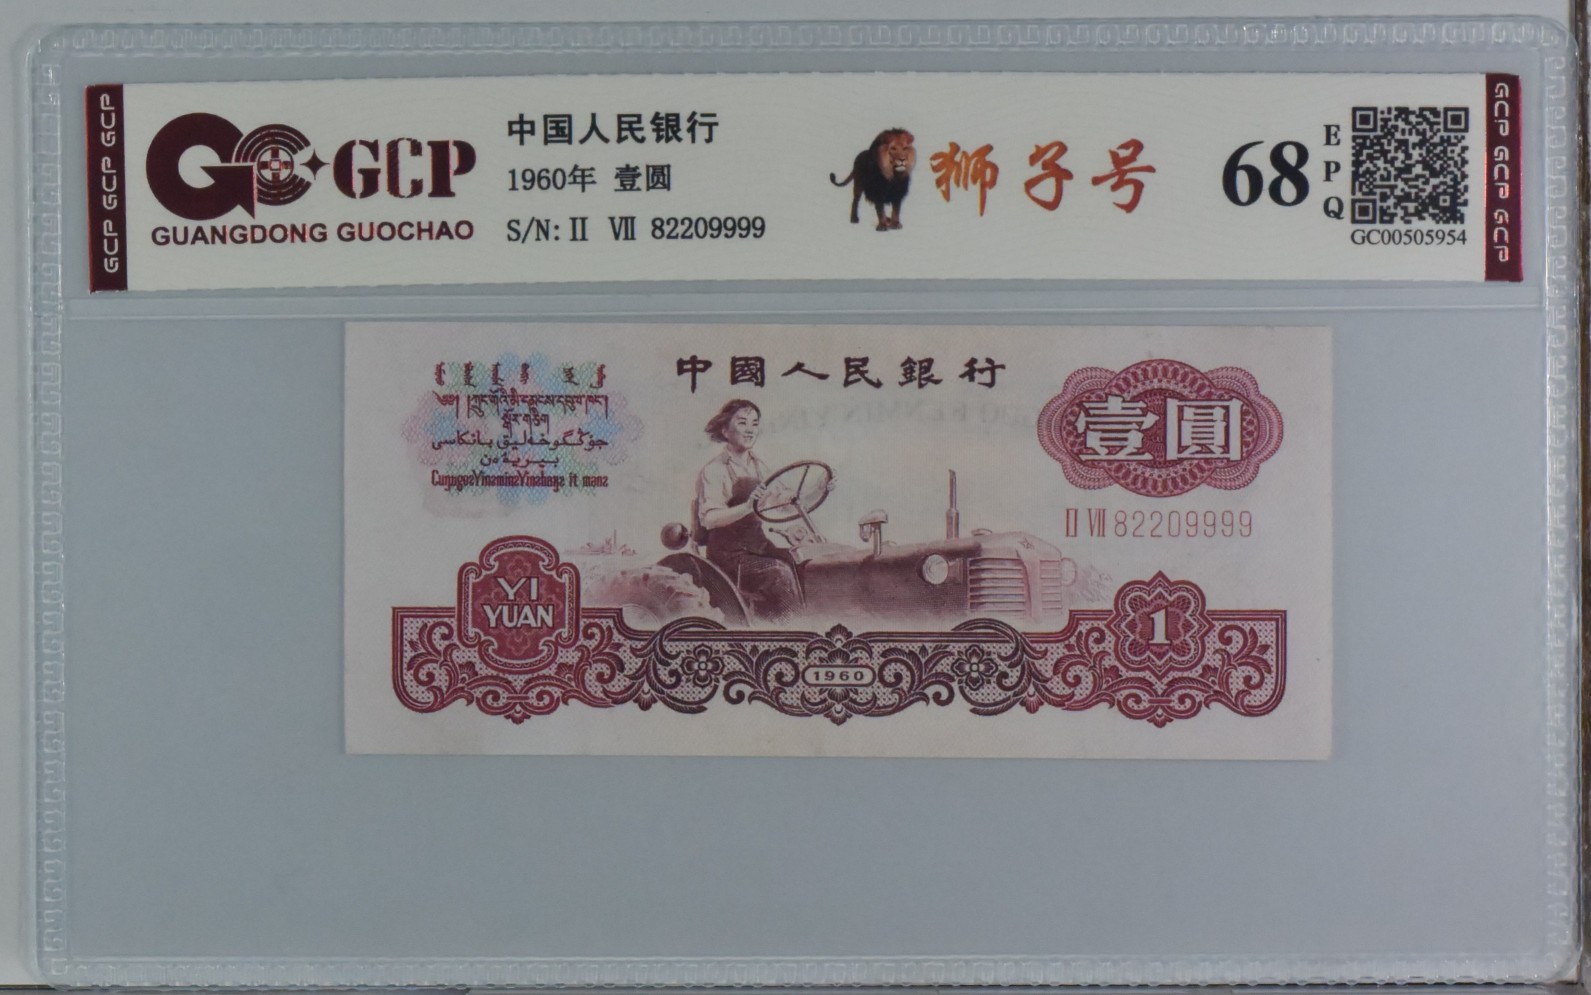 GCP GCP GCP
GCP
GUANGDONG GUOCHAO
中国人民银行
1960年 壹圆
S/N: II VII 82209999
狮子号
68
EPQ
GC00505954
GCP GCP GCP
中國人民銀行
壹圓
II VII 82209999
YI
YUAN
1960
1